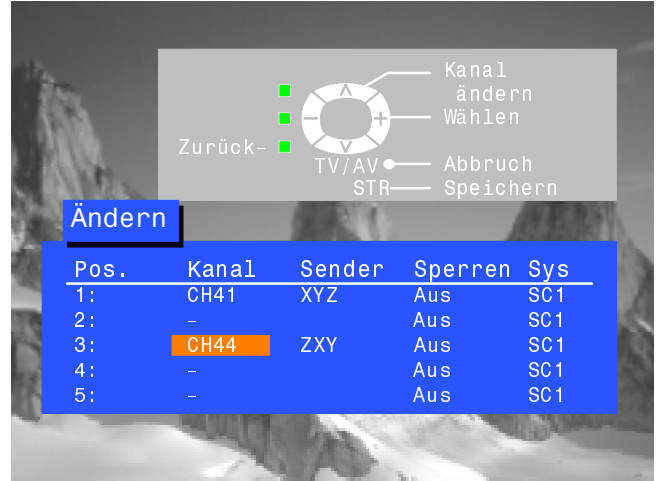 Kanal
ändern
Wählen
Zurück-
TV/AV Abbruch
STR Speichern
Ändern
Pos. Kanal Sender Sperren Sys
1: CH41 XYZ Aus SC1
2: - Aus SC1
3: CH44 ZXY Aus SC1
4: - Aus SC1
5: - Aus SC1